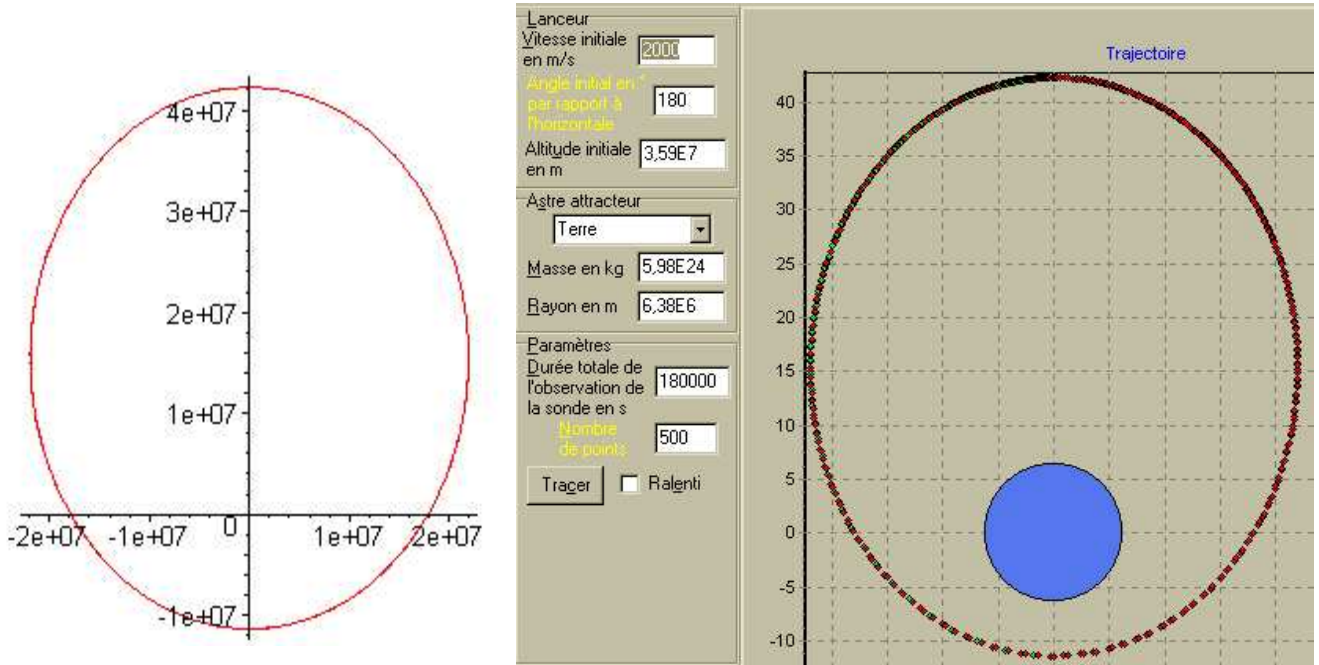 4e+07
3e+07
2e+07
1e+07
0
-2e+07 -1e+07 1e+07 2e+07
-1e+07
Lanceur
Vitesse initiale
en m/s
2000
Angle initial en °
par rapport à
l'horizontale
180
Altitude initiale
en m
3,59E7
Astre attracteur
Terre
Masse en kg
5,98E24
Rayon en m
6,38E6
Paramètres
Durée totale de
l'observation de
la sonde en s
180000
Nombre
de points
500
Tracer
Ralenti
Trajectoire
40
35
30
25
20
15
10
5
0
-5
-10